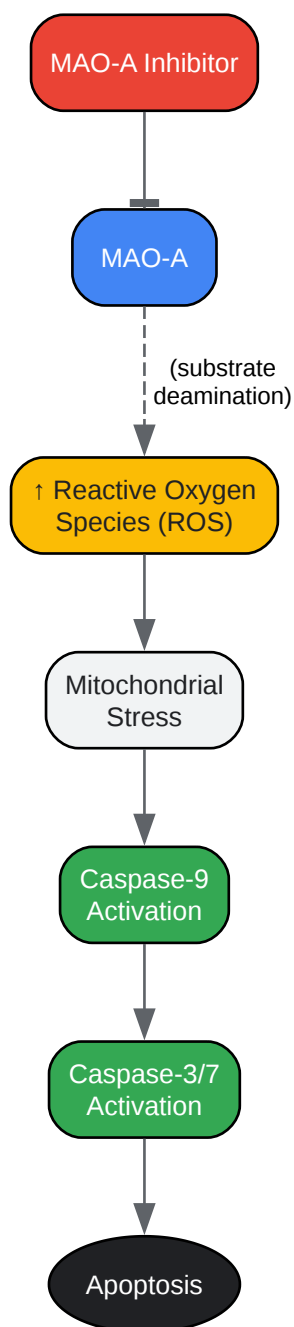 MAO-A Inhibitor
MAO-A
(substrate
deamination)
↑ Reactive Oxygen
Species (ROS)
Mitochondrial
Stress
Caspase-9
Activation
Caspase-3/7
Activation
Apoptosis